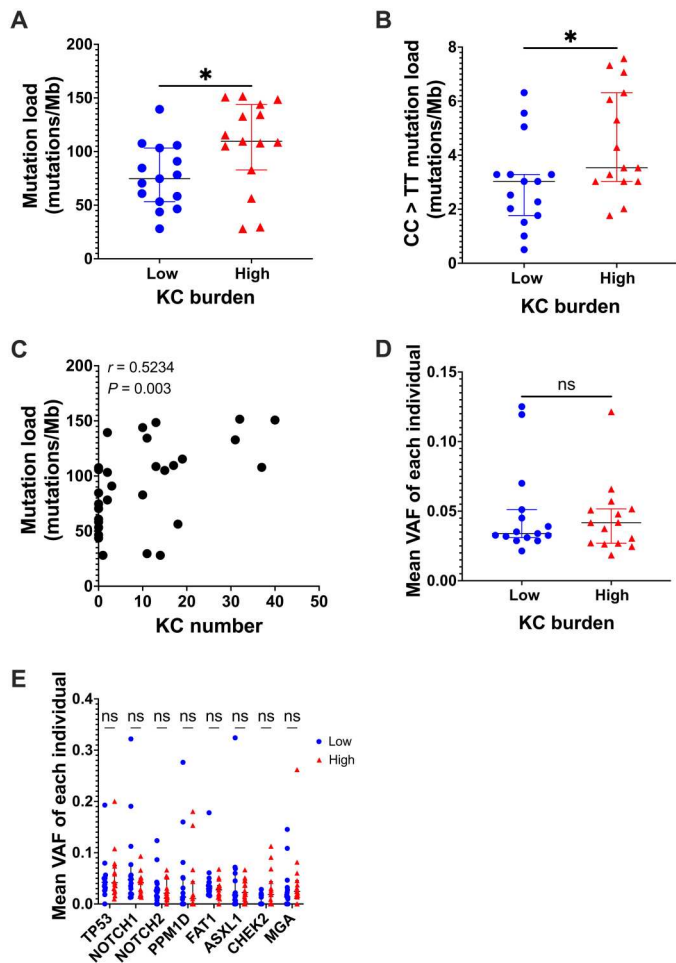 A
Mutation load
(mutations/Mb)
200
150
100
50
0
*
Low
High
KC burden
B
CC > TT mutation load
(mutations/Mb)
8
6
4
2
0
*
Low
High
KC burden
C
Mutation load
(mutations/Mb)
200
150
100
50
0
r = 0.5234
P = 0.003
0
10
20
30
40
50
KC number
D
Mean VAF of each individual
0.15
0.10
0.05
0.00
ns
Low
High
KC burden
E
Mean VAF of each individual
0.4
0.3
0.2
0.1
0.0
ns ns ns ns ns ns ns ns
Low
High
TP53
NOTCH1
NOTCH2
PPM1D
FAT1
ASXL1
CHEK2
MGA